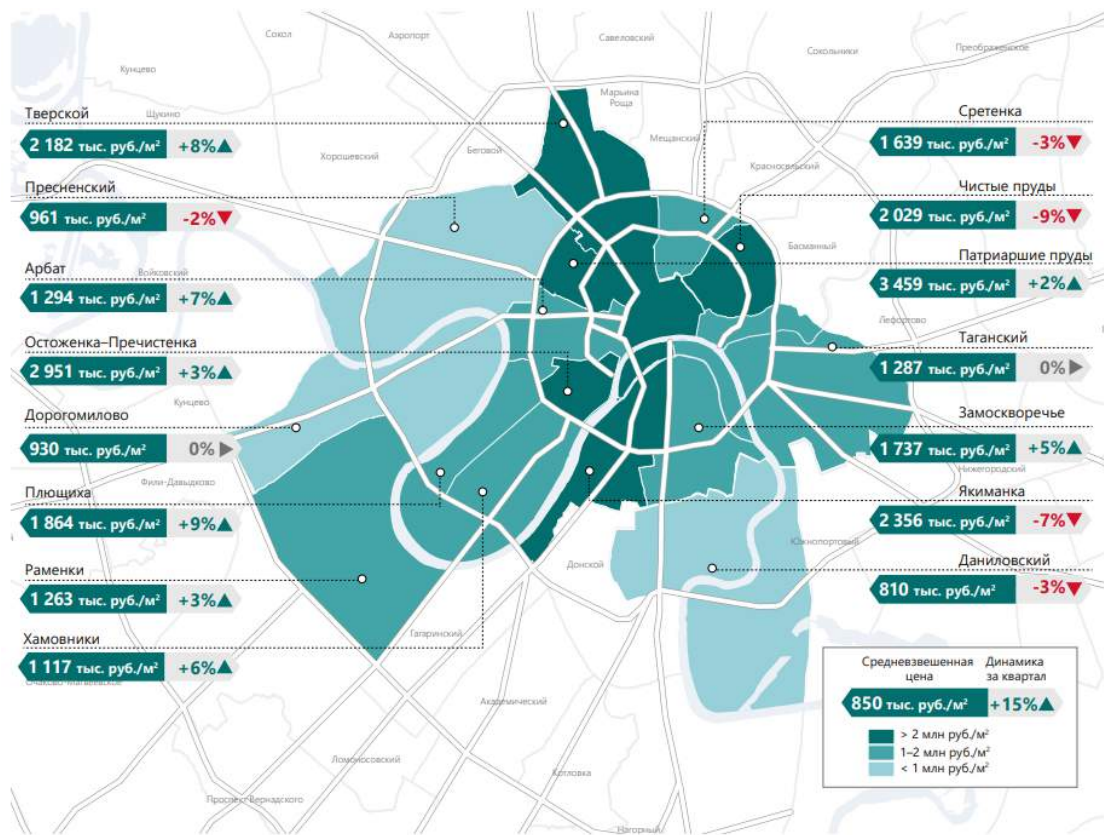 Сокол
Аэропорт
Савеловский
Сокольники
Преображенское
Кунцево
Марьина
Роща
Щукино
Мещанский
Хорошевский
Беговой
Красносельский
Тверской
2 182 тыс. руб./м²
+8%
Пресненский
961 тыс. руб./м²
-2%
Арбат
Войковский
1 294 тыс. руб./м²
+7%
Остоженка–Пречистенка
2 951 тыс. руб./м²
+3%
Дорогомилово
Кунцево
930 тыс. руб./м²
0%
Фили-Давыдково
Плющиха
1 864 тыс. руб./м²
+9%
Раменки
1 263 тыс. руб./м²
+3%
Хамовники
1 117 тыс. руб./м²
+6%
Очаково-Матвеевское
Сретенка
1 639 тыс. руб./м²
-3%
Чистые пруды
2 029 тыс. руб./м²
-9%
Басманный
Патриаршие пруды
3 459 тыс. руб./м²
+2%
Лефортово
Таганский
1 287 тыс. руб./м²
0%
Замоскворечье
1 737 тыс. руб./м²
+5%
Нижегородский
Якиманка
2 356 тыс. руб./м²
-7%
Южнопортовый
Даниловский
810 тыс. руб./м²
-3%
Донской
Гагаринский
Академический
Ломоносовский
Котловка
Проспект Вернадского
Нагорный
Средневзвешенная
цена
Динамика
за квартал
850 тыс. руб./м²
+15%
> 2 млн руб./м²
1–2 млн руб./м²
< 1 млн руб./м²